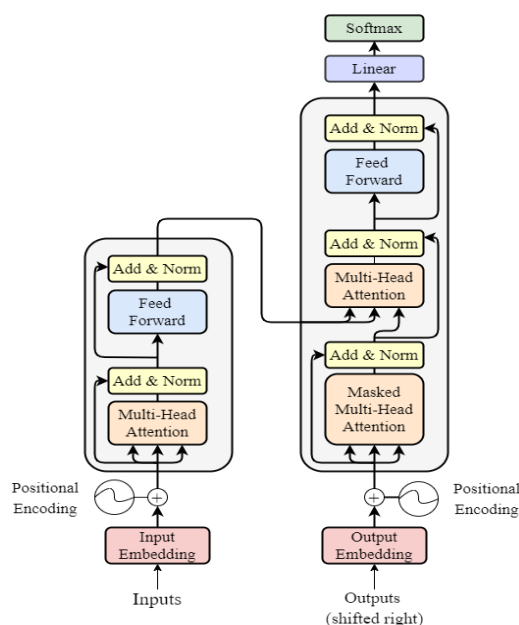 Softmax
Linear
Add & Norm
Feed
Forward
Add & Norm
Multi-Head
Attention
Add & Norm
Masked
Multi-Head
Attention
Add & Norm
Feed
Forward
Add & Norm
Multi-Head
Attention
Positional
Encoding
Positional
Encoding
Input
Embedding
Output
Embedding
Inputs
Outputs
(shifted right)